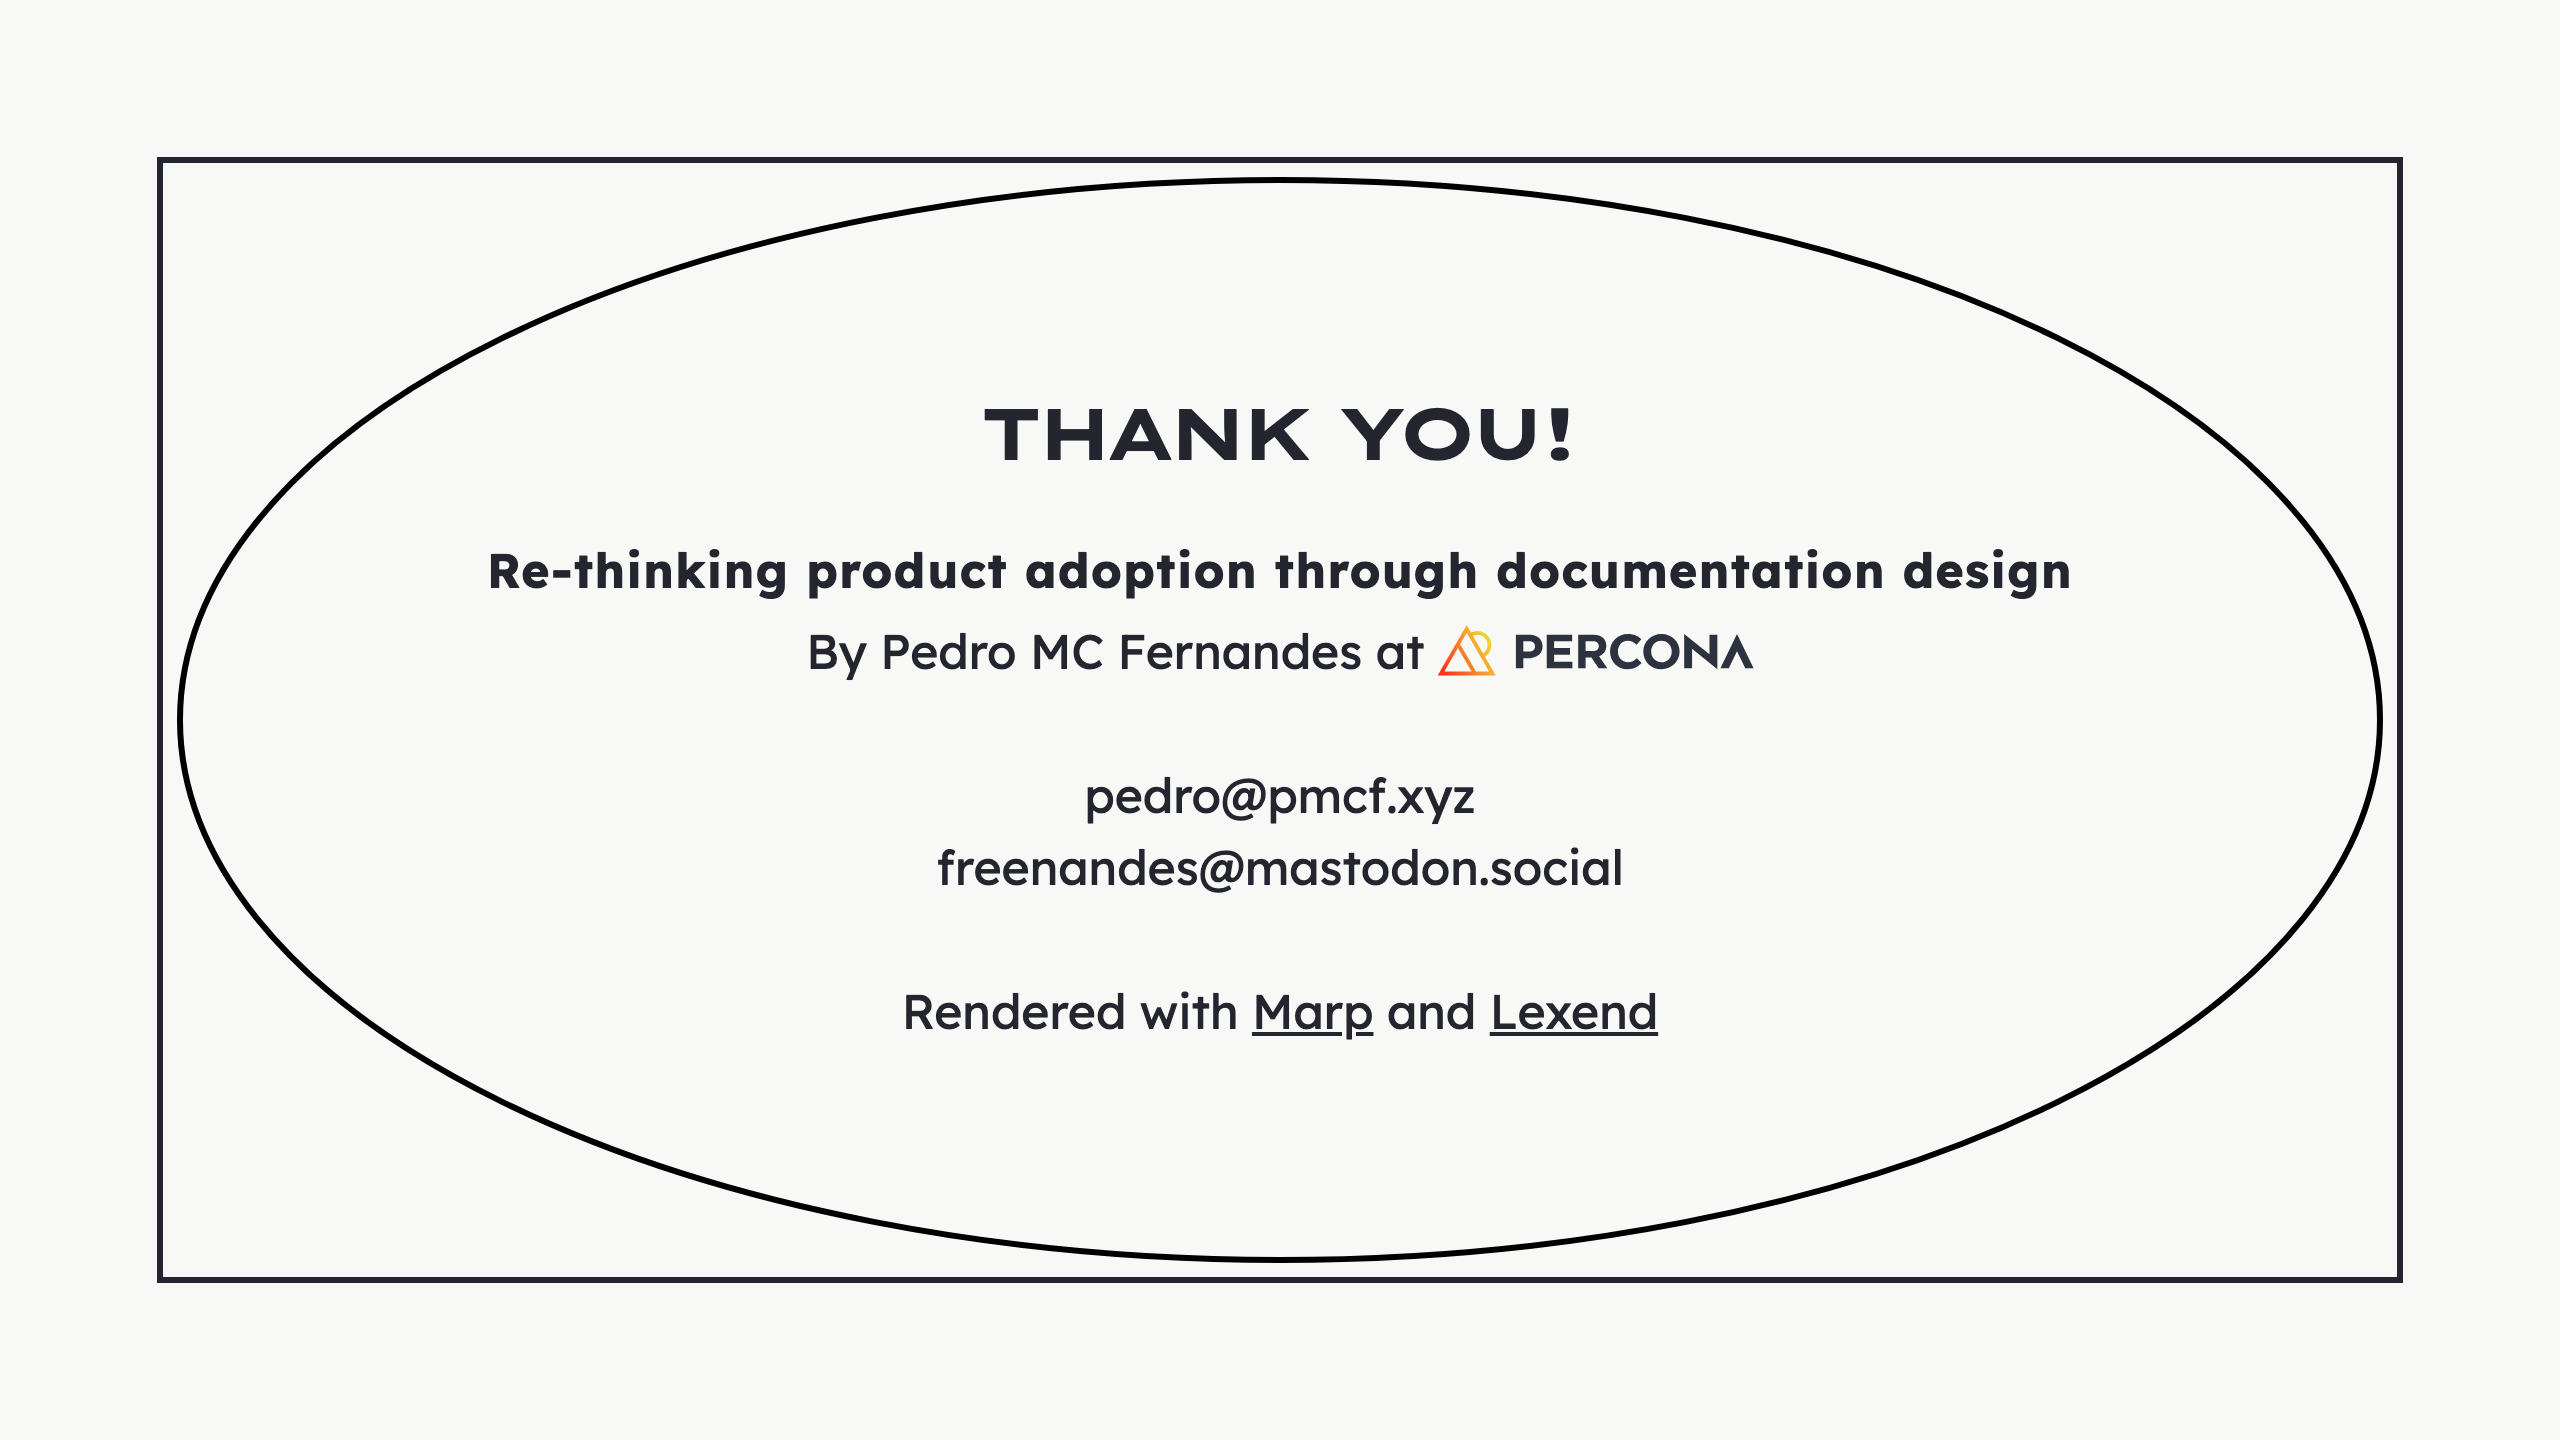 THANK YOU!
Re-thinking product adoption through documentation design
By Pedro MC Fernandes at PERCONA
pedro@pmcf.xyz
freenandes@mastodon.social
Rendered with Marp and Lexend